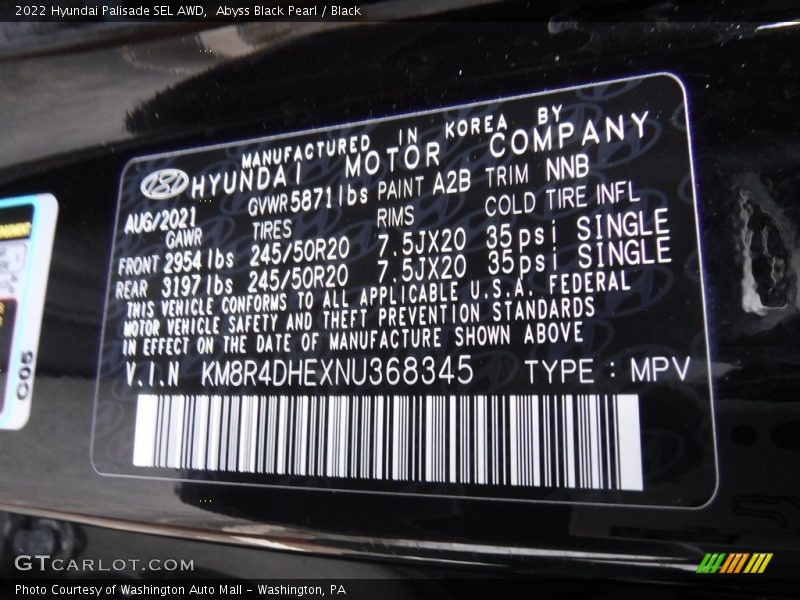 2022 Hyundai Palisade SEL AWD,  Abyss Black Pearl / Black
MANUFACTURED IN KOREA BY
HYUNDAI MOTOR COMPANY
AUG/2021 GVWR 5871lbs PAINT A2B TRIM NNB
GAWR TIRES RIMS COLD TIRE INFL
FRONT 2954 lbs 245/50R20 7.5JX20 35psi SINGLE
REAR 3197 lbs 245/50R20 7.5JX20 35psi SINGLE
THIS VEHICLE CONFORMS TO ALL APPLICABLE U.S.A. FEDERAL
MOTOR VEHICLE SAFETY AND THEFT PREVENTION STANDARDS
IN EFFECT ON THE DATE OF MANUFACTURE SHOWN ABOVE
V.I.N KM8R4DHEXNU368345 TYPE : MPV
C05
GTCARLOT.COM
Photo Courtesy of Washington Auto Mall - Washington, PA